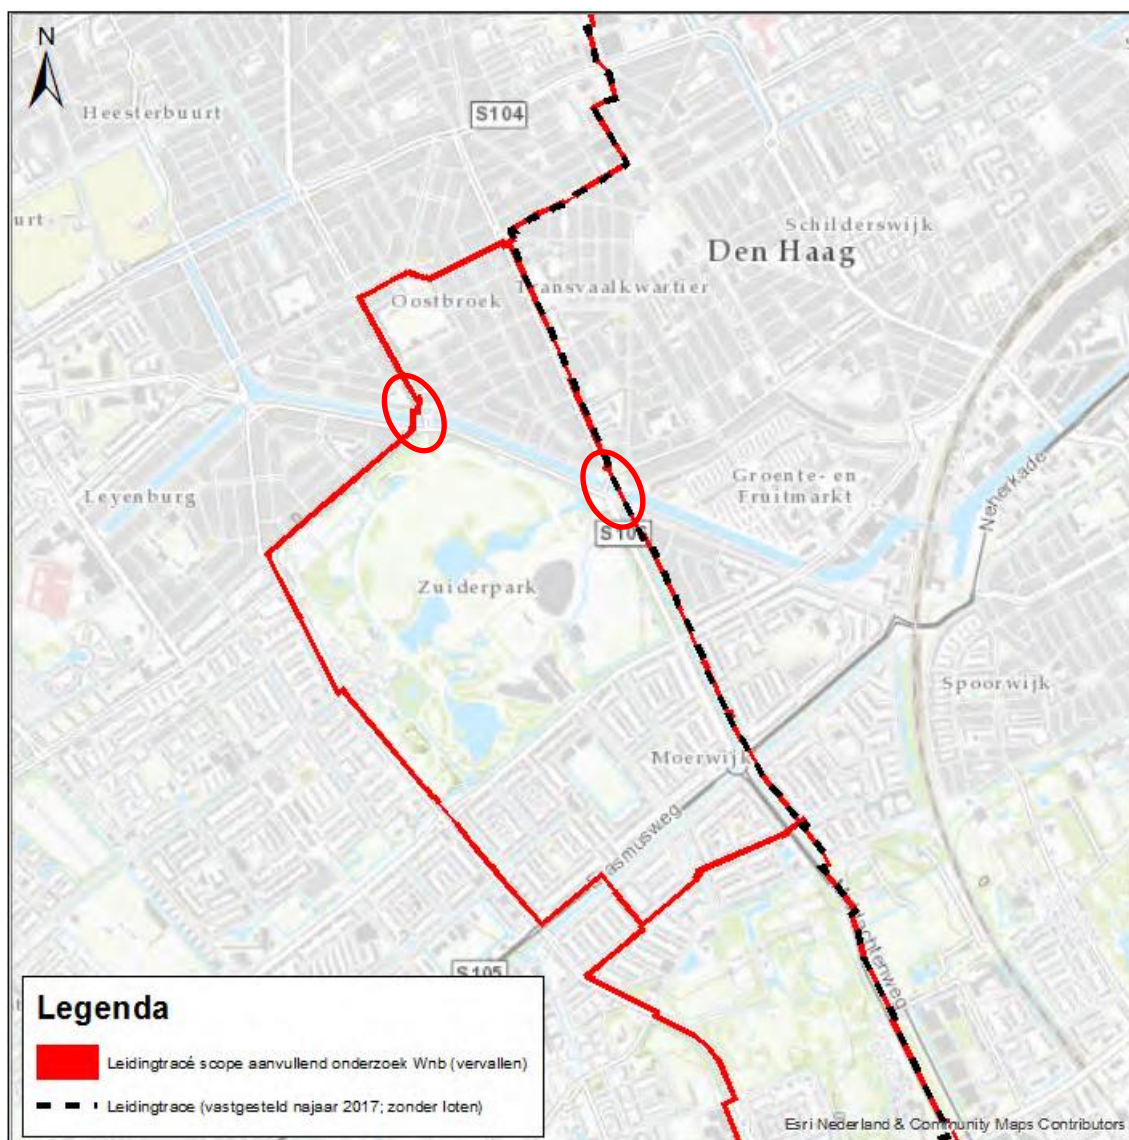 N
S104
Heesterbuurt
urt
Schilderswijk
Den Haag
Transvaalkwartier
Oostbroek
Groente- en
Fruitmarkt
Neherkade
Leyenburg
Zuiderpark
Spoorwijk
Moerwijk
Erasmusweg
S105
Legenda
Leidingtracé scope aanvullend onderzoek Wnb (vervallen)
Leidingtrace (vastgesteld najaar 2017; zonder loten)
Esri Nederland & Community Maps Contributors